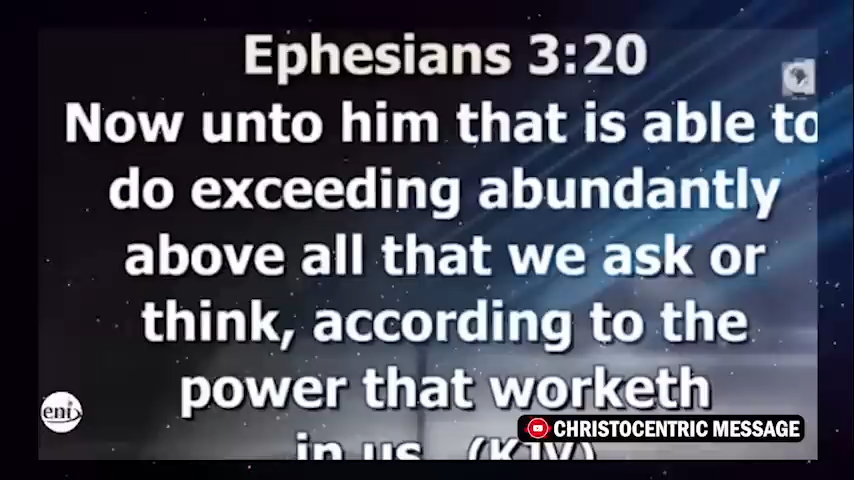 Ephesians 3:20
Now unto him that is able to
do exceeding abundantly
above all that we ask or
think, according to the
power that worketh
in us (KJV)
eni
CHRISTOCENTRIC MESSAGE